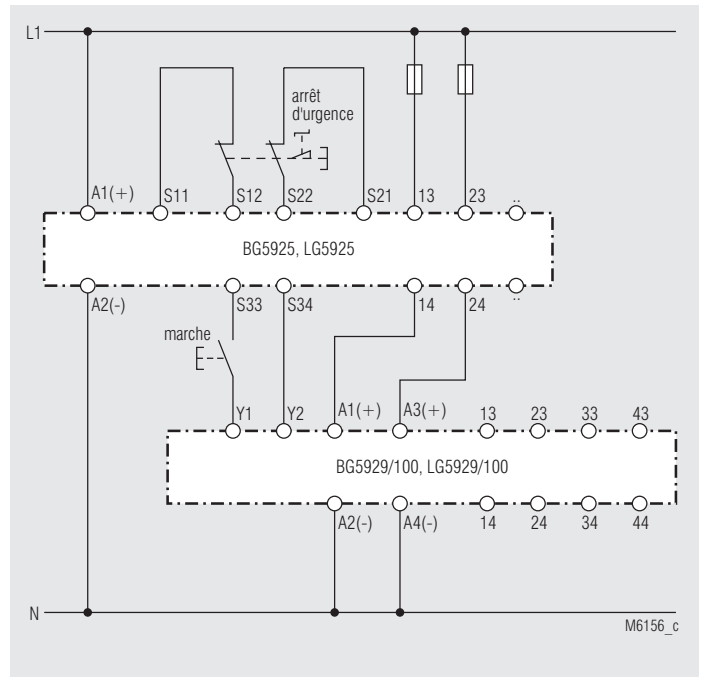 L1
arrêt
d'urgence
A1(+) S11 S12 S22 S21 13 23 ..
BG5925, LG5925
A2(-) S33 S34 14 24 ..
marche
Y1 Y2 A1(+) A3(+) 13 23 33 43
BG5929/100, LG5929/100
A2(-) A4(-) 14 24 34 44
N
M6156_c